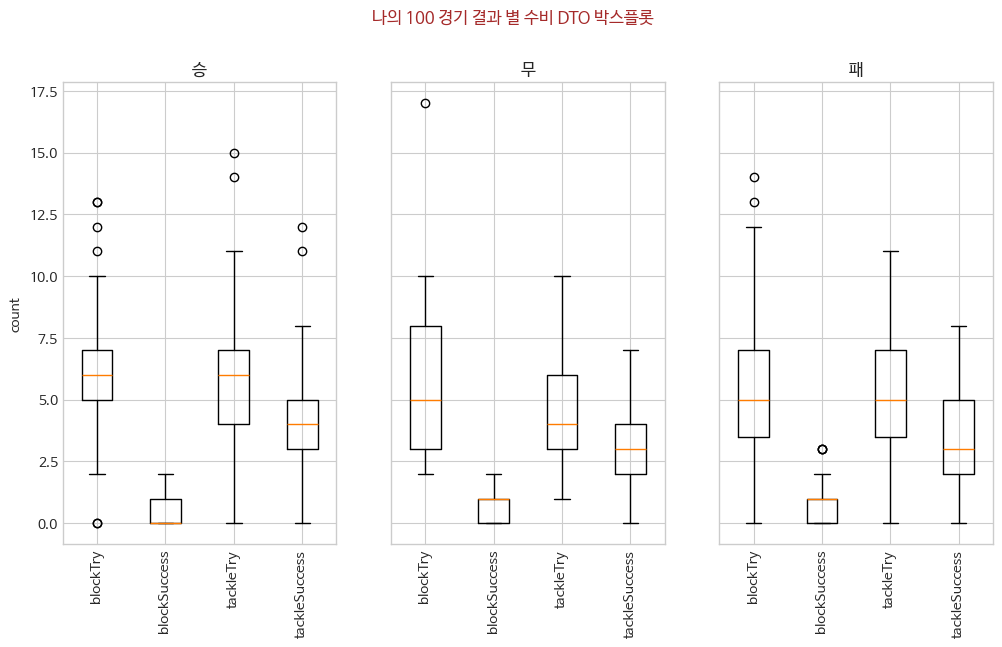 나의 100 경기 결과 별 수비 DTO 박스플롯
승
무
패
count
17.5
15.0
12.5
10.0
7.5
5.0
2.5
0.0
blockTry
blockSuccess
tackleTry
tackleSuccess
blockTry
blockSuccess
tackleTry
tackleSuccess
blockTry
blockSuccess
tackleTry
tackleSuccess